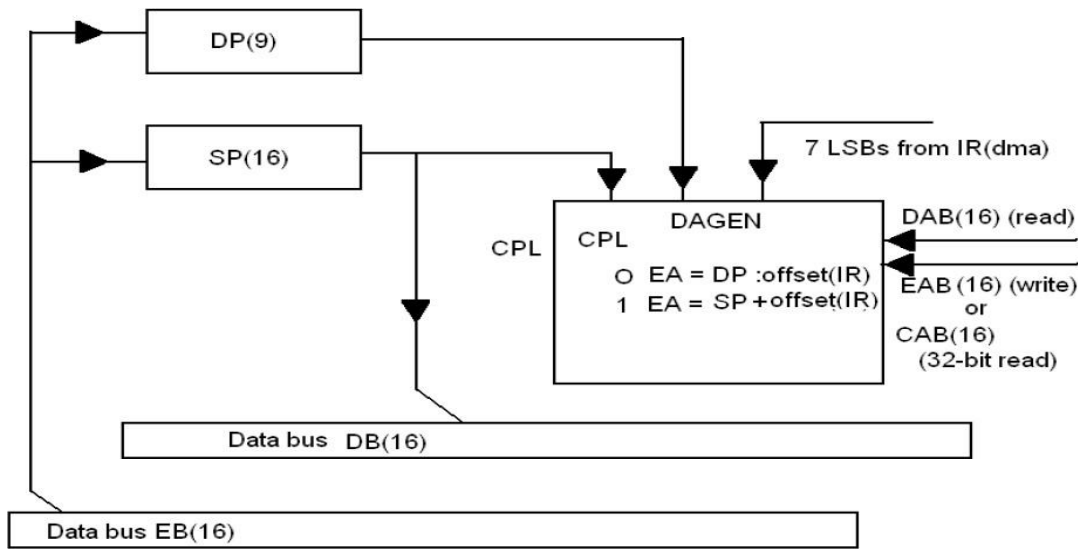 DP(9)
SP(16)
7 LSBs from IR(dma)
DAGEN
CPL
CPL
O EA = DP :offset(IR)
1 EA = SP +offset(IR)
DAB(16) (read)
EAB (16) (write)
or
CAB(16)
(32-bit read)
Data bus DB(16)
Data bus EB(16)